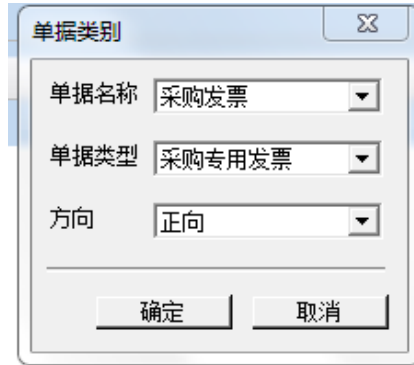 单据类别
单据名称 采购发票
单据类型 采购专用发票
方向 正向
确定 取消